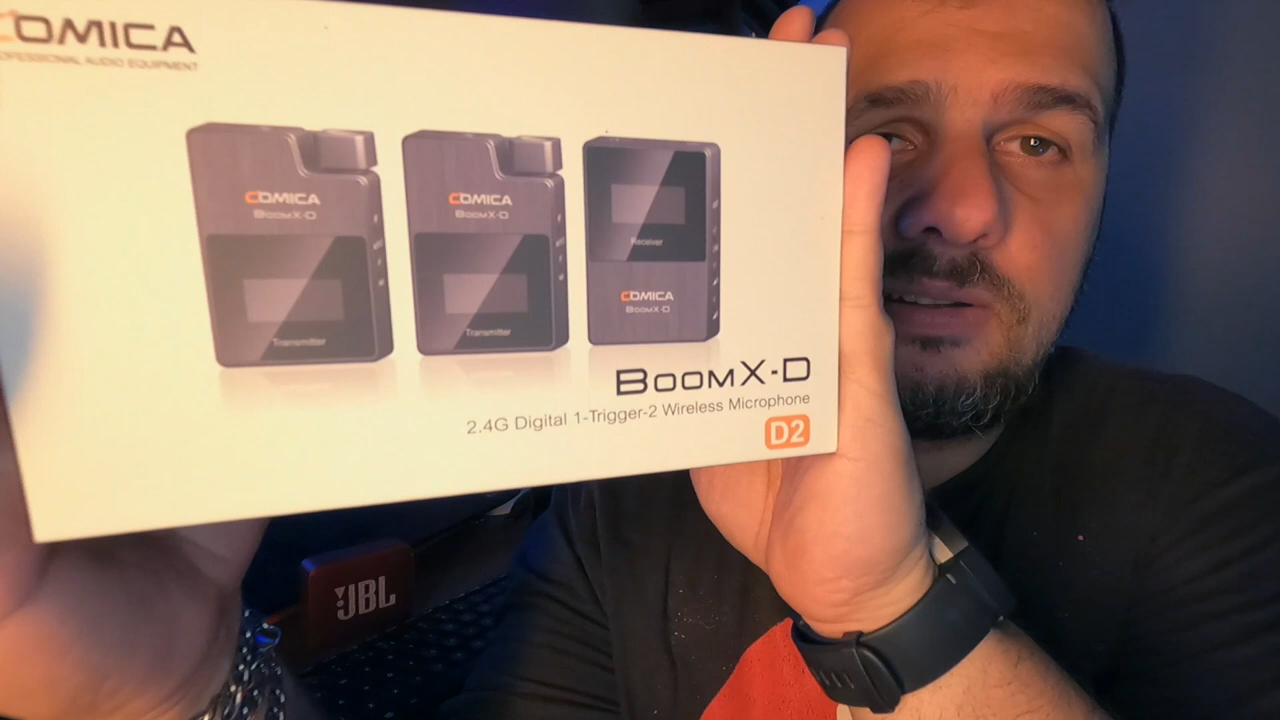 COMICA
PROFESSIONAL AUDIO EQUIPMENT
COMICA
BOOMX-D
Transmitter
COMICA
BOOMX-D
Transmitter
Receiver
COMICA
BOOMX-D
BOOMX-D
2.4G Digital 1-Trigger-2 Wireless Microphone
D2
JBL